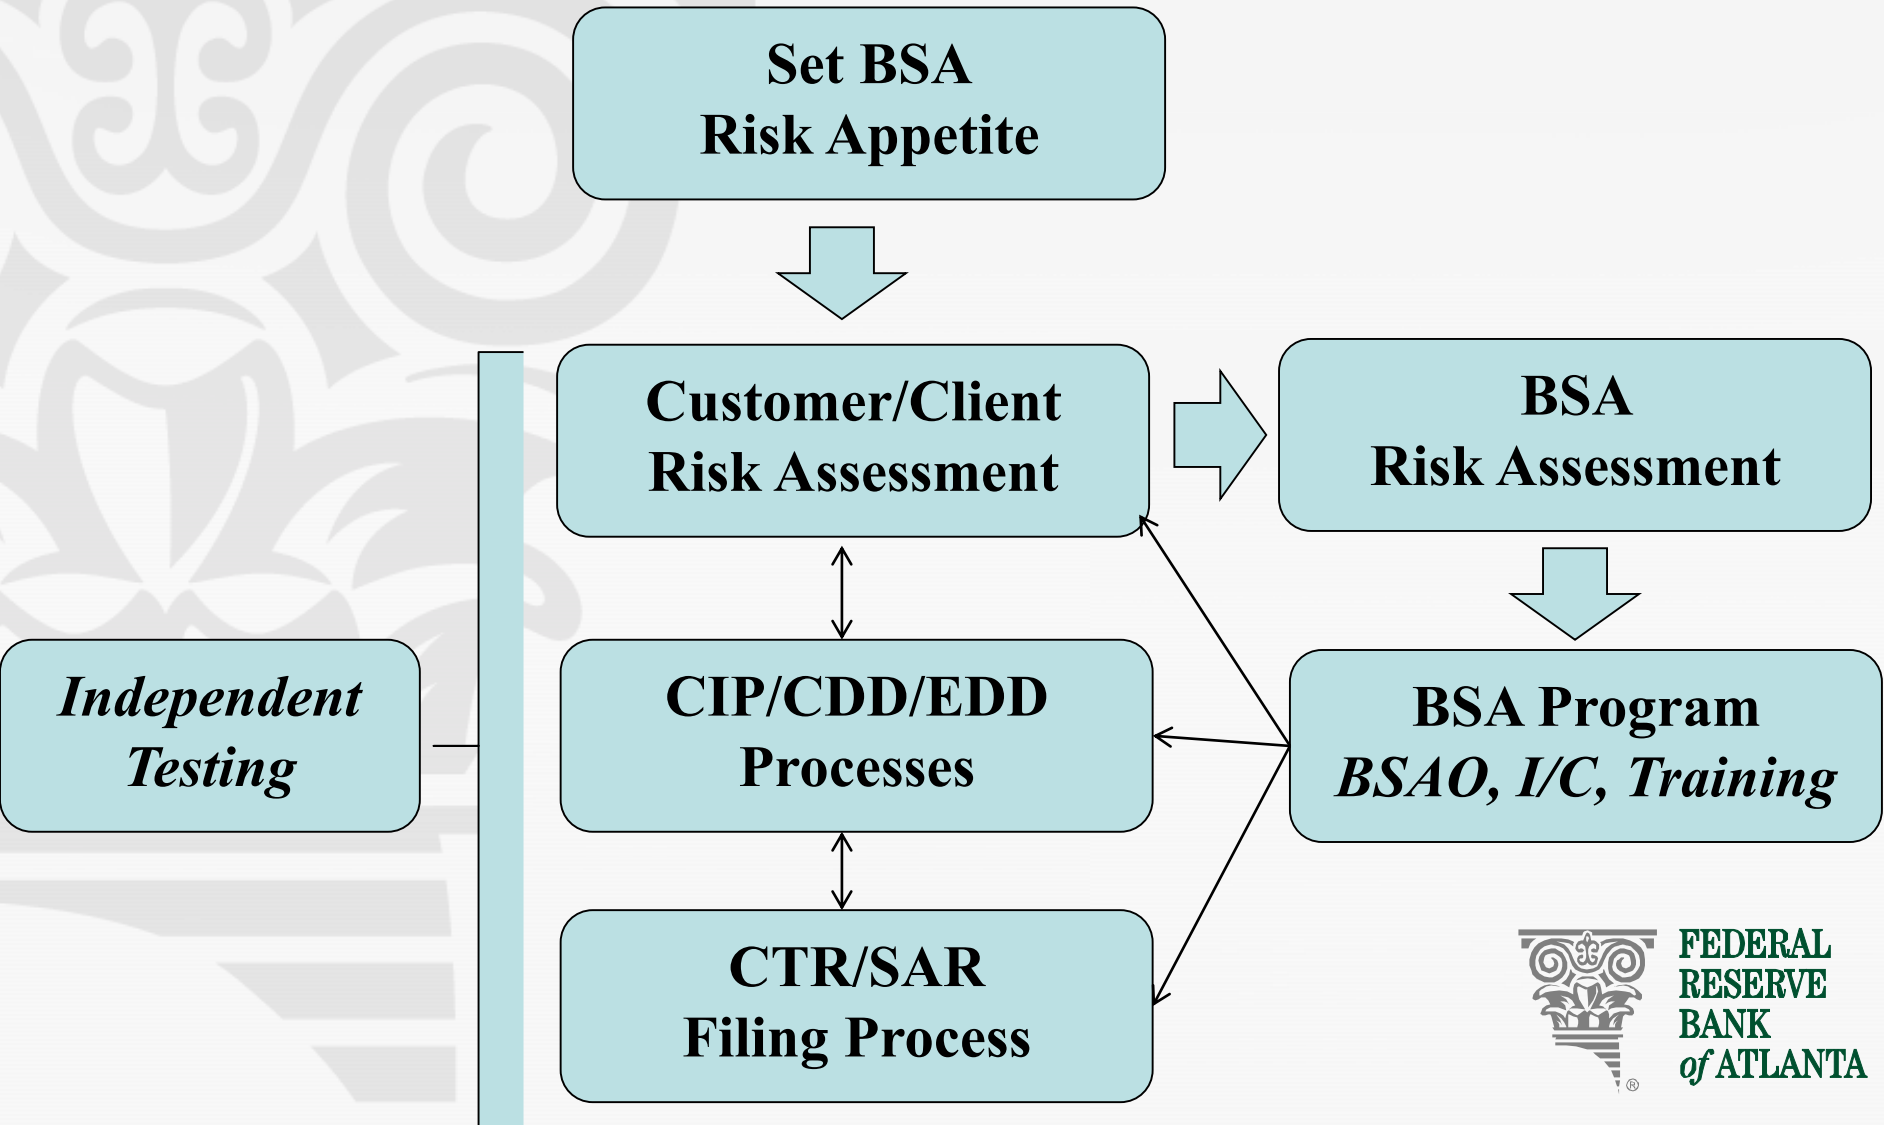 Set BSA
Risk Appetite
Customer/Client
Risk Assessment
BSA
Risk Assessment
Independent
Testing
CIP/CDD/EDD
Processes
BSA Program
BSAO, I/C, Training
CTR/SAR
Filing Process
FEDERAL
RESERVE
BANK
of ATLANTA
®